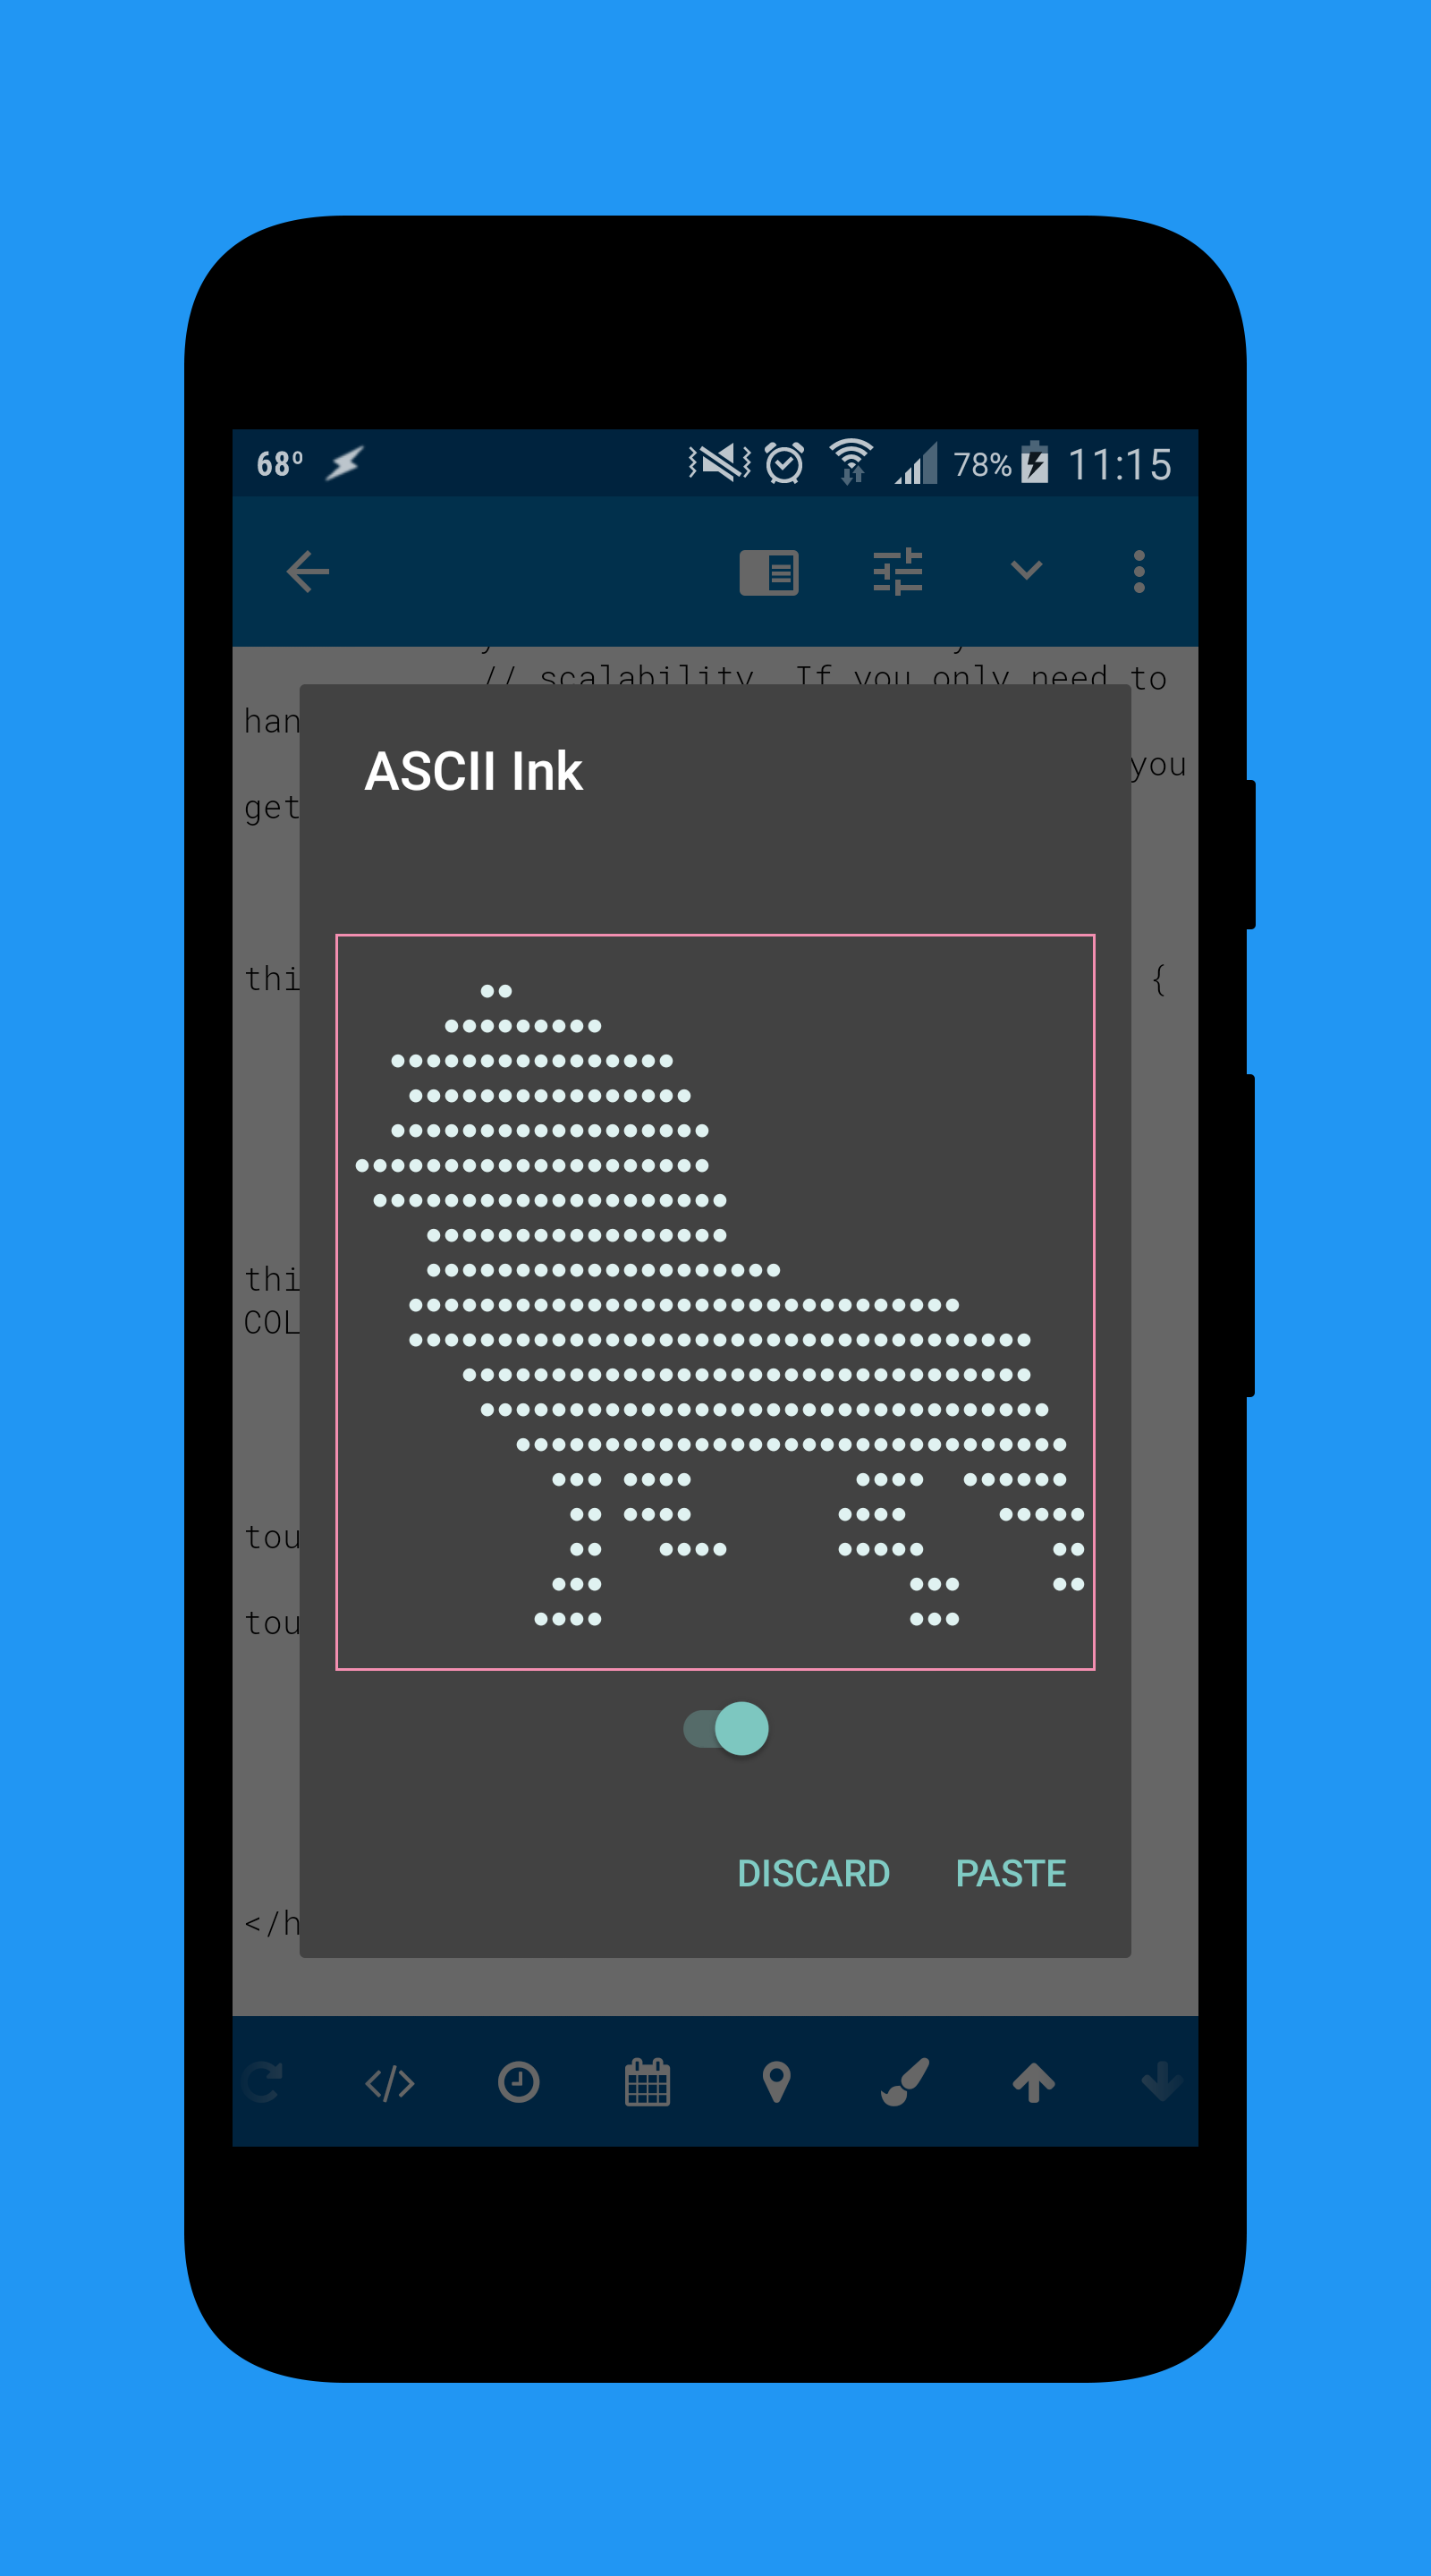 68º 78% 11:15
// scalability. If you only need to
han
ASCII Ink
you
get
thi {
thi
COL
tou
tou
DISCARD PASTE
</h